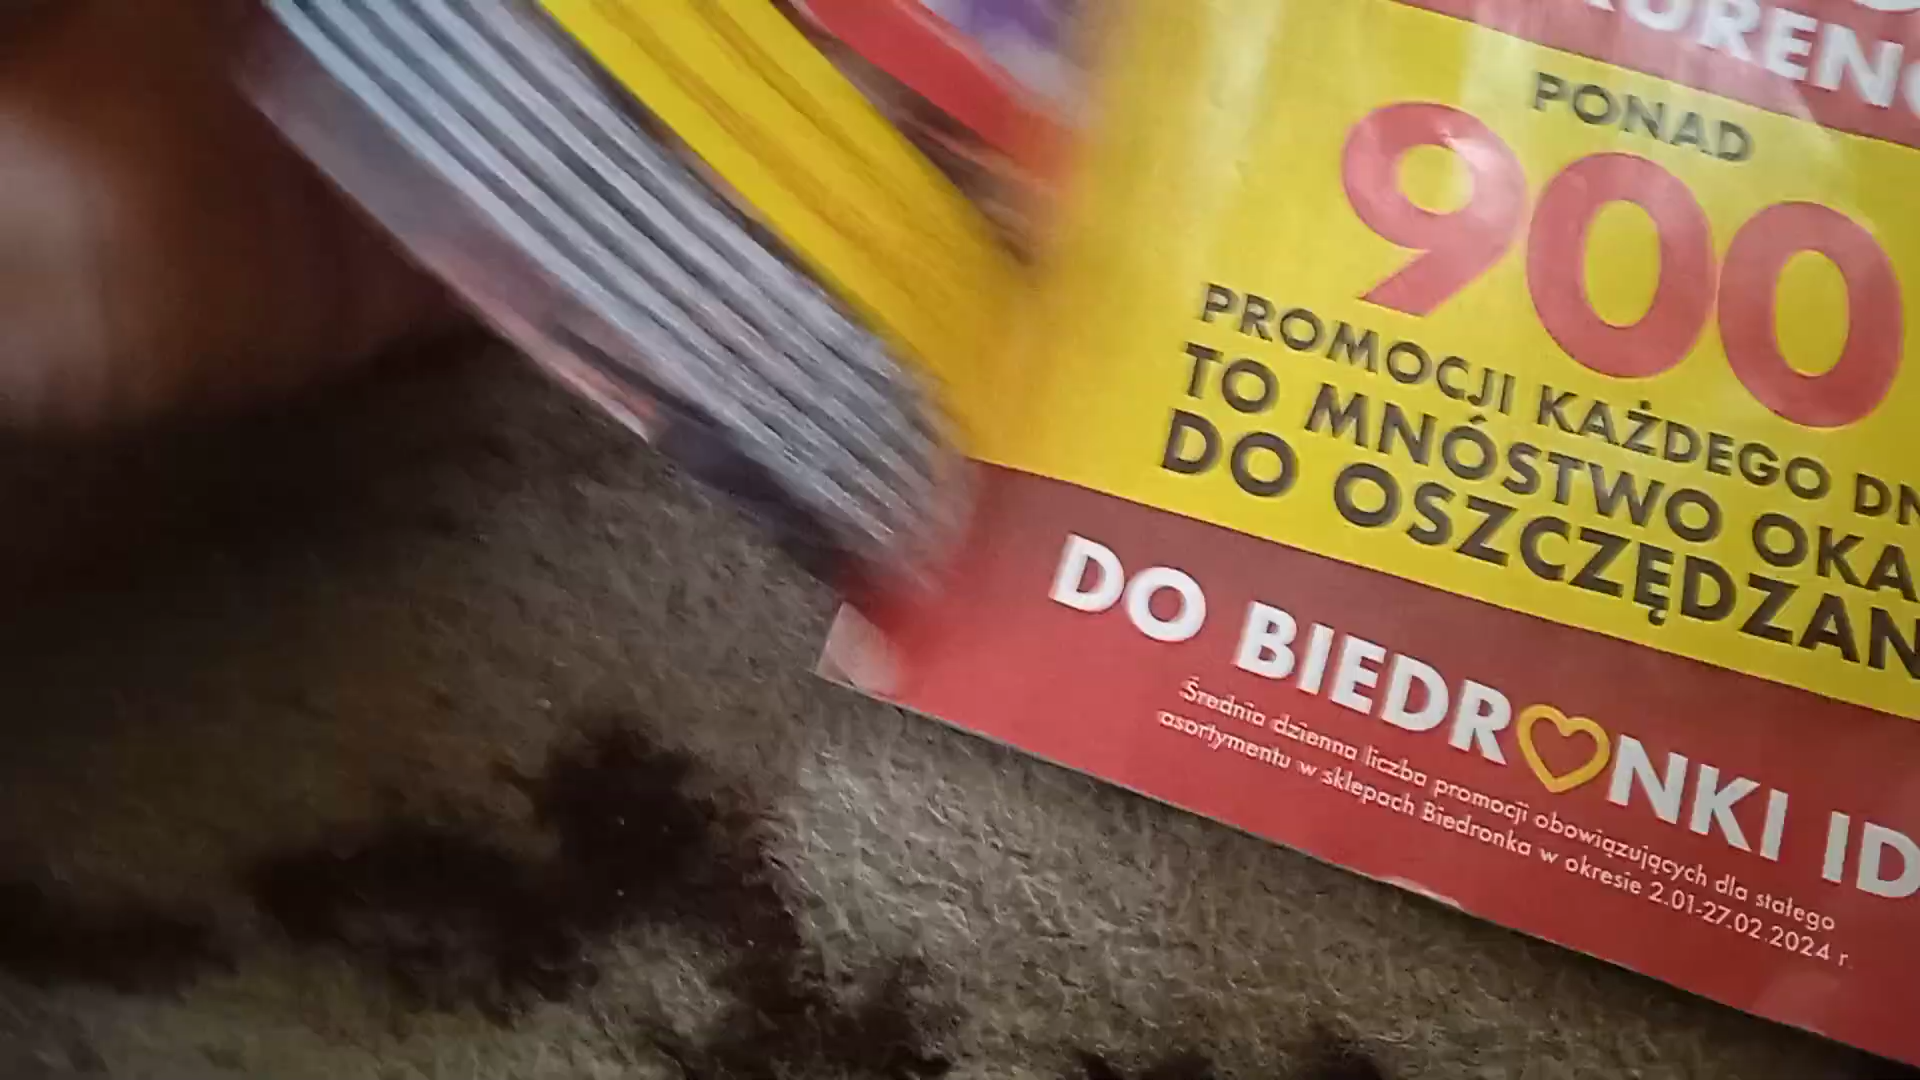 PONAD
900
PROMOCJI KAŻDEGO
TO MNÓSTWO
DO
DO BIEDRONKI
Średnia dzienna liczba promocji obowiązujących dla stałego
asortymentu w sklepach Biedronka w okresie 2.01-27.02.2024 r.